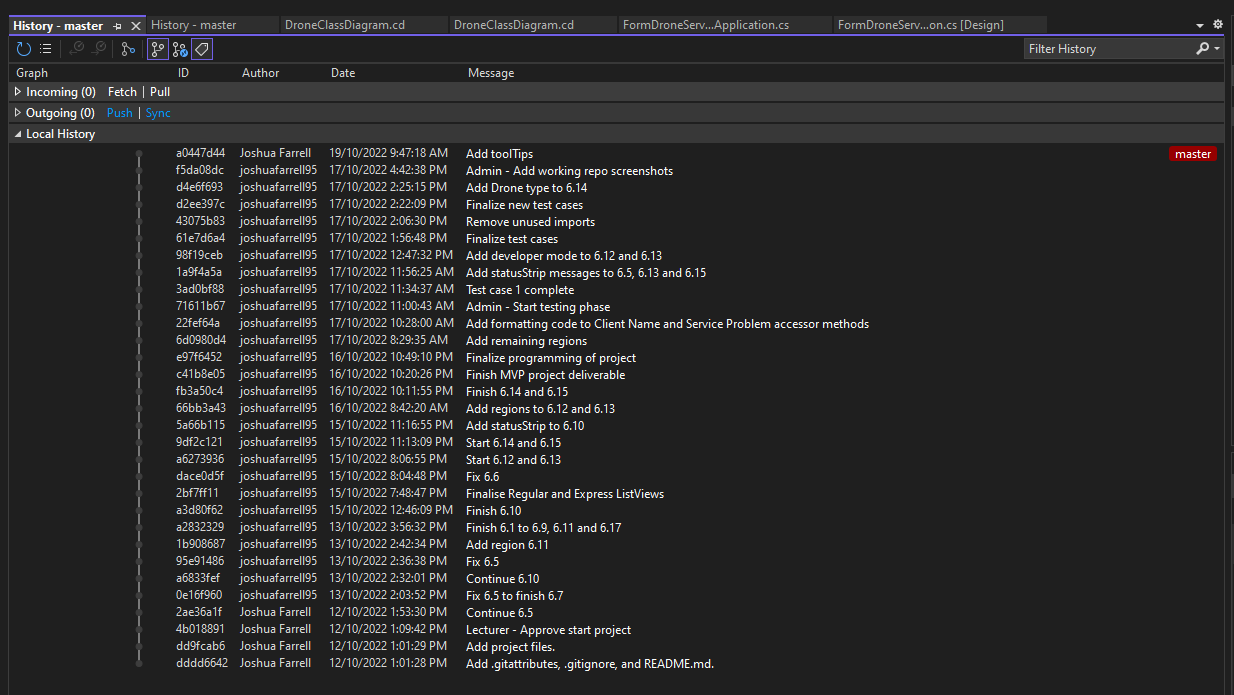 History - master History - master DroneClassDiagram.cd DroneClassDiagram.cd FormDroneServ...Application.cs FormDroneServ...on.cs [Design]
Filter History
Graph ID Author Date Message
Incoming (0) Fetch | Pull
Outgoing (0) Push | Sync
Local History
a0447d44 Joshua Farrell 19/10/2022 9:47:18 AM Add toolTips master
f5da08dc joshuafarrell95 17/10/2022 4:42:38 PM Admin - Add working repo screenshots
d4e6f693 joshuafarrell95 17/10/2022 2:25:15 PM Add Drone type to 6.14
d2ee397c joshuafarrell95 17/10/2022 2:22:09 PM Finalize new test cases
43075b83 joshuafarrell95 17/10/2022 2:06:30 PM Remove unused imports
61e7d6a4 joshuafarrell95 17/10/2022 1:56:48 PM Finalize test cases
98f19ceb joshuafarrell95 17/10/2022 12:47:32 PM Add developer mode to 6.12 and 6.13
1a9f4a5a joshuafarrell95 17/10/2022 11:56:25 AM Add statusStrip messages to 6.5, 6.13 and 6.15
3ad0bf88 joshuafarrell95 17/10/2022 11:34:37 AM Test case 1 complete
71611b67 joshuafarrell95 17/10/2022 11:00:43 AM Admin - Start testing phase
22fef64a joshuafarrell95 17/10/2022 10:28:00 AM Add formatting code to Client Name and Service Problem accessor methods
6d0980d4 joshuafarrell95 17/10/2022 8:29:35 AM Add remaining regions
e97f6452 joshuafarrell95 16/10/2022 10:49:10 PM Finalize programming of project
c41b8e05 joshuafarrell95 16/10/2022 10:20:26 PM Finish MVP project deliverable
fb3a50c4 joshuafarrell95 16/10/2022 10:11:55 PM Finish 6.14 and 6.15
66bb3a43 joshuafarrell95 16/10/2022 8:42:20 AM Add regions to 6.12 and 6.13
5a66b115 joshuafarrell95 15/10/2022 11:16:55 PM Add statusStrip to 6.10
9df2c121 joshuafarrell95 15/10/2022 11:13:09 PM Start 6.14 and 6.15
a6273936 joshuafarrell95 15/10/2022 8:06:55 PM Start 6.12 and 6.13
dace0d5f joshuafarrell95 15/10/2022 8:04:48 PM Fix 6.6
2bf7ff11 joshuafarrell95 15/10/2022 7:48:47 PM Finalise Regular and Express ListViews
a3d80f62 joshuafarrell95 15/10/2022 12:46:09 PM Finish 6.10
a2832329 joshuafarrell95 13/10/2022 3:56:32 PM Finish 6.1 to 6.9, 6.11 and 6.17
1b908687 joshuafarrell95 13/10/2022 2:42:34 PM Add region 6.11
95e91486 joshuafarrell95 13/10/2022 2:36:38 PM Fix 6.5
a6833fef joshuafarrell95 13/10/2022 2:32:01 PM Continue 6.10
0e16f960 joshuafarrell95 13/10/2022 2:03:52 PM Fix 6.5 to finish 6.7
2ae36a1f Joshua Farrell 12/10/2022 1:53:30 PM Continue 6.5
4b018891 Joshua Farrell 12/10/2022 1:09:42 PM Lecturer - Approve start project
dd9fcab6 Joshua Farrell 12/10/2022 1:01:29 PM Add project files.
dddd6642 Joshua Farrell 12/10/2022 1:01:28 PM Add .gitattributes, .gitignore, and README.md.